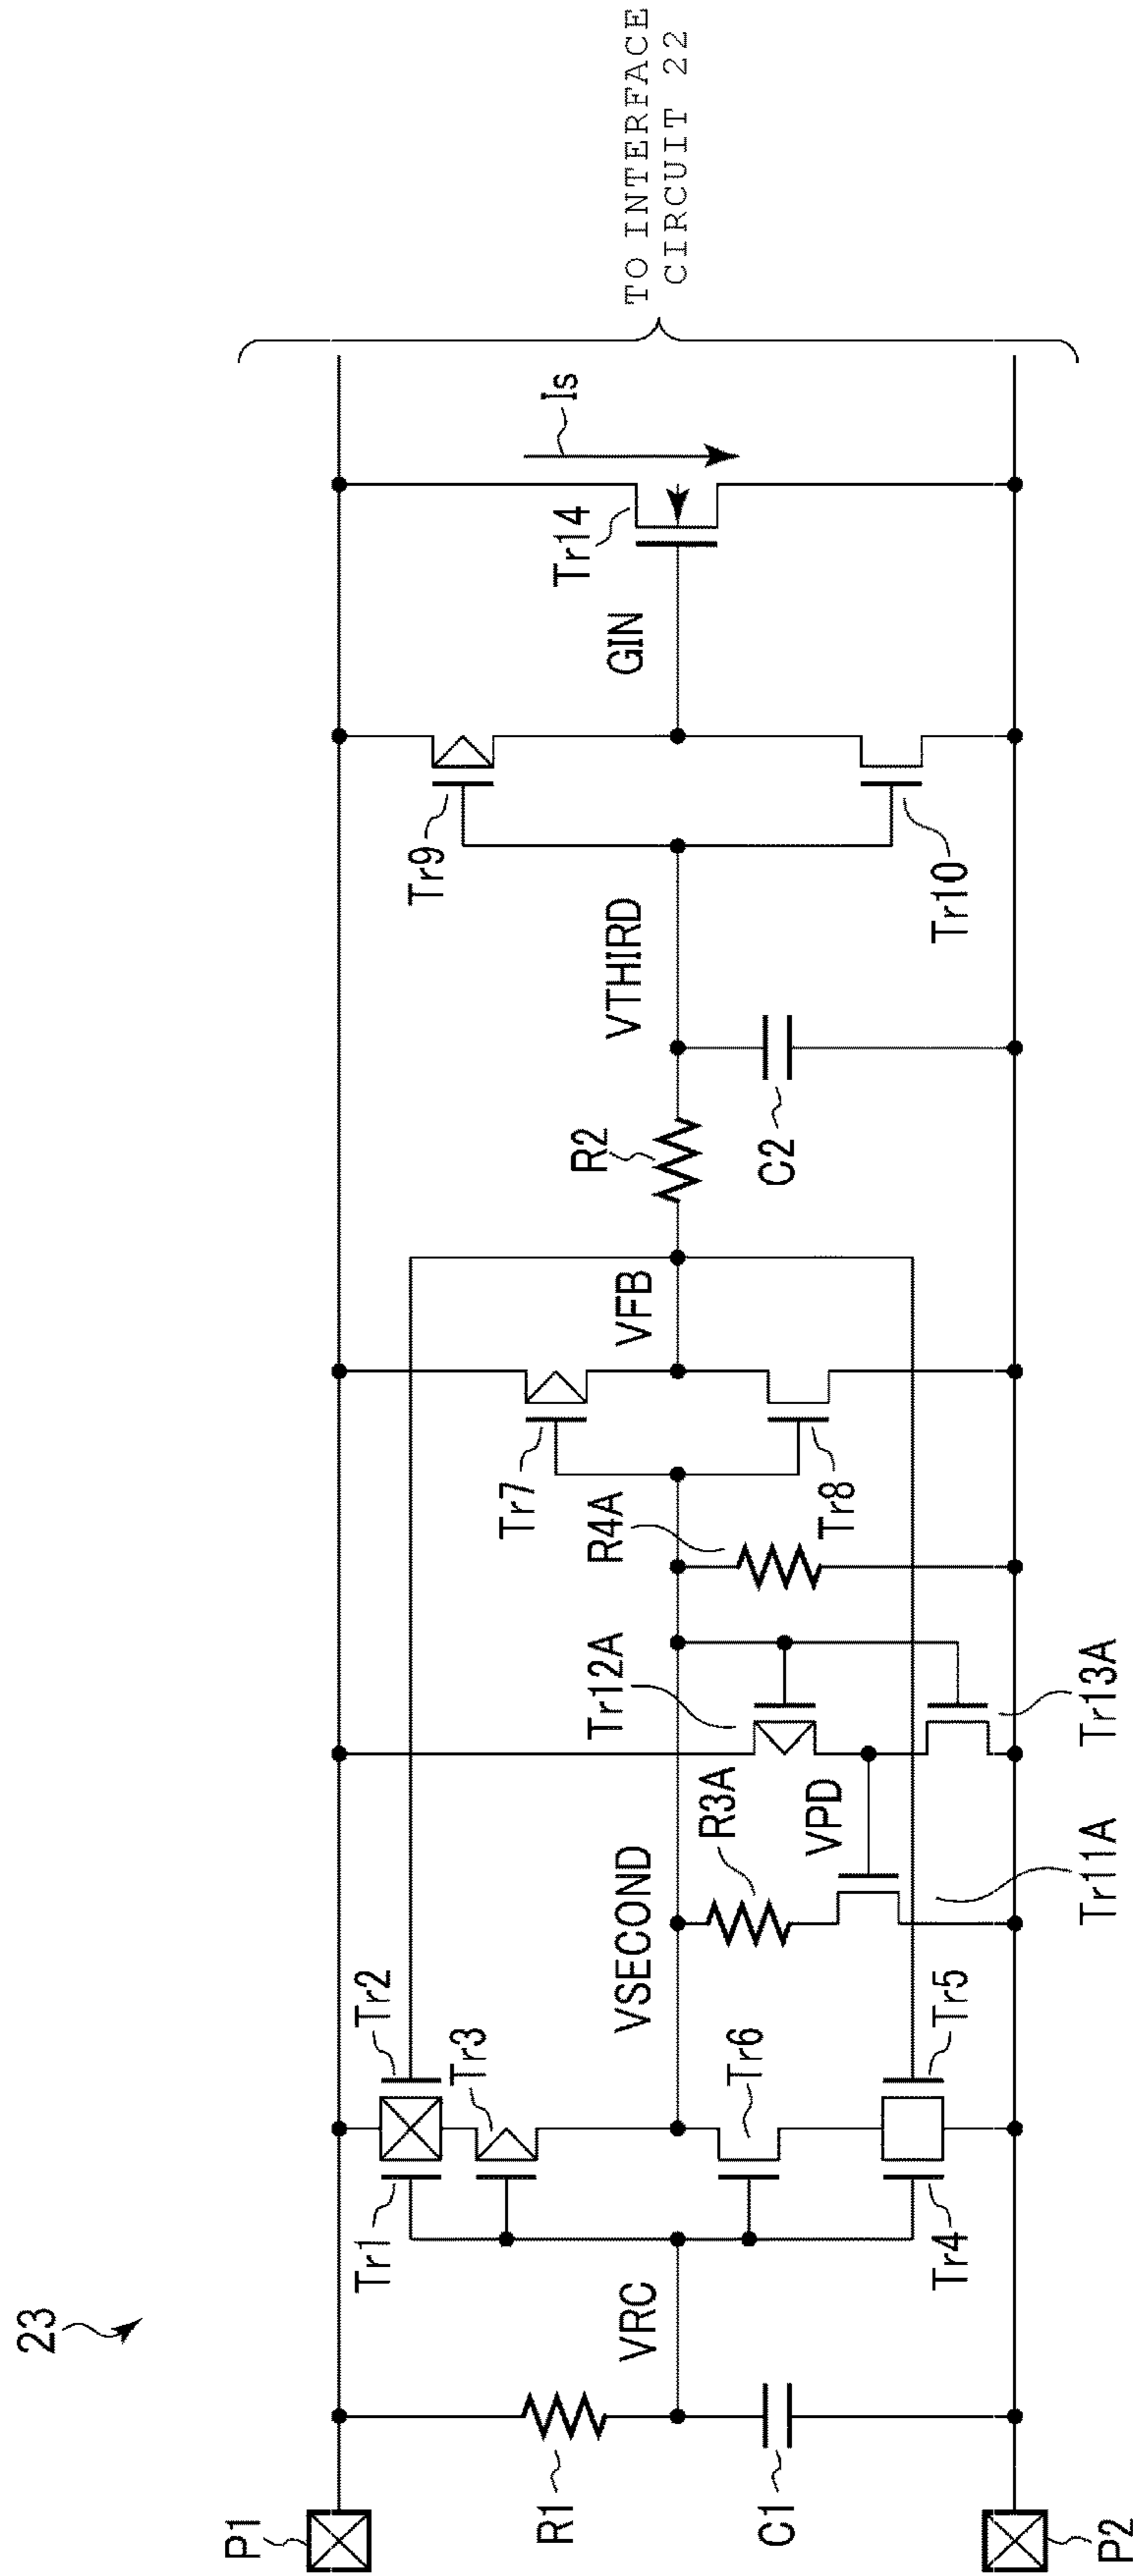 23
P1
R1
C1
P2
VRC
Tr1
Tr2
Tr3
Tr6
Tr4
Tr5
VSECOND
R3A
VPD
Tr11A
Tr12A
Tr13A
R4A
Tr7
Tr8
VFB
R2
C2
VTHIRD
Tr9
Tr10
GIN
Tr14
Is
TO INTERFACE
CIRCUIT 22